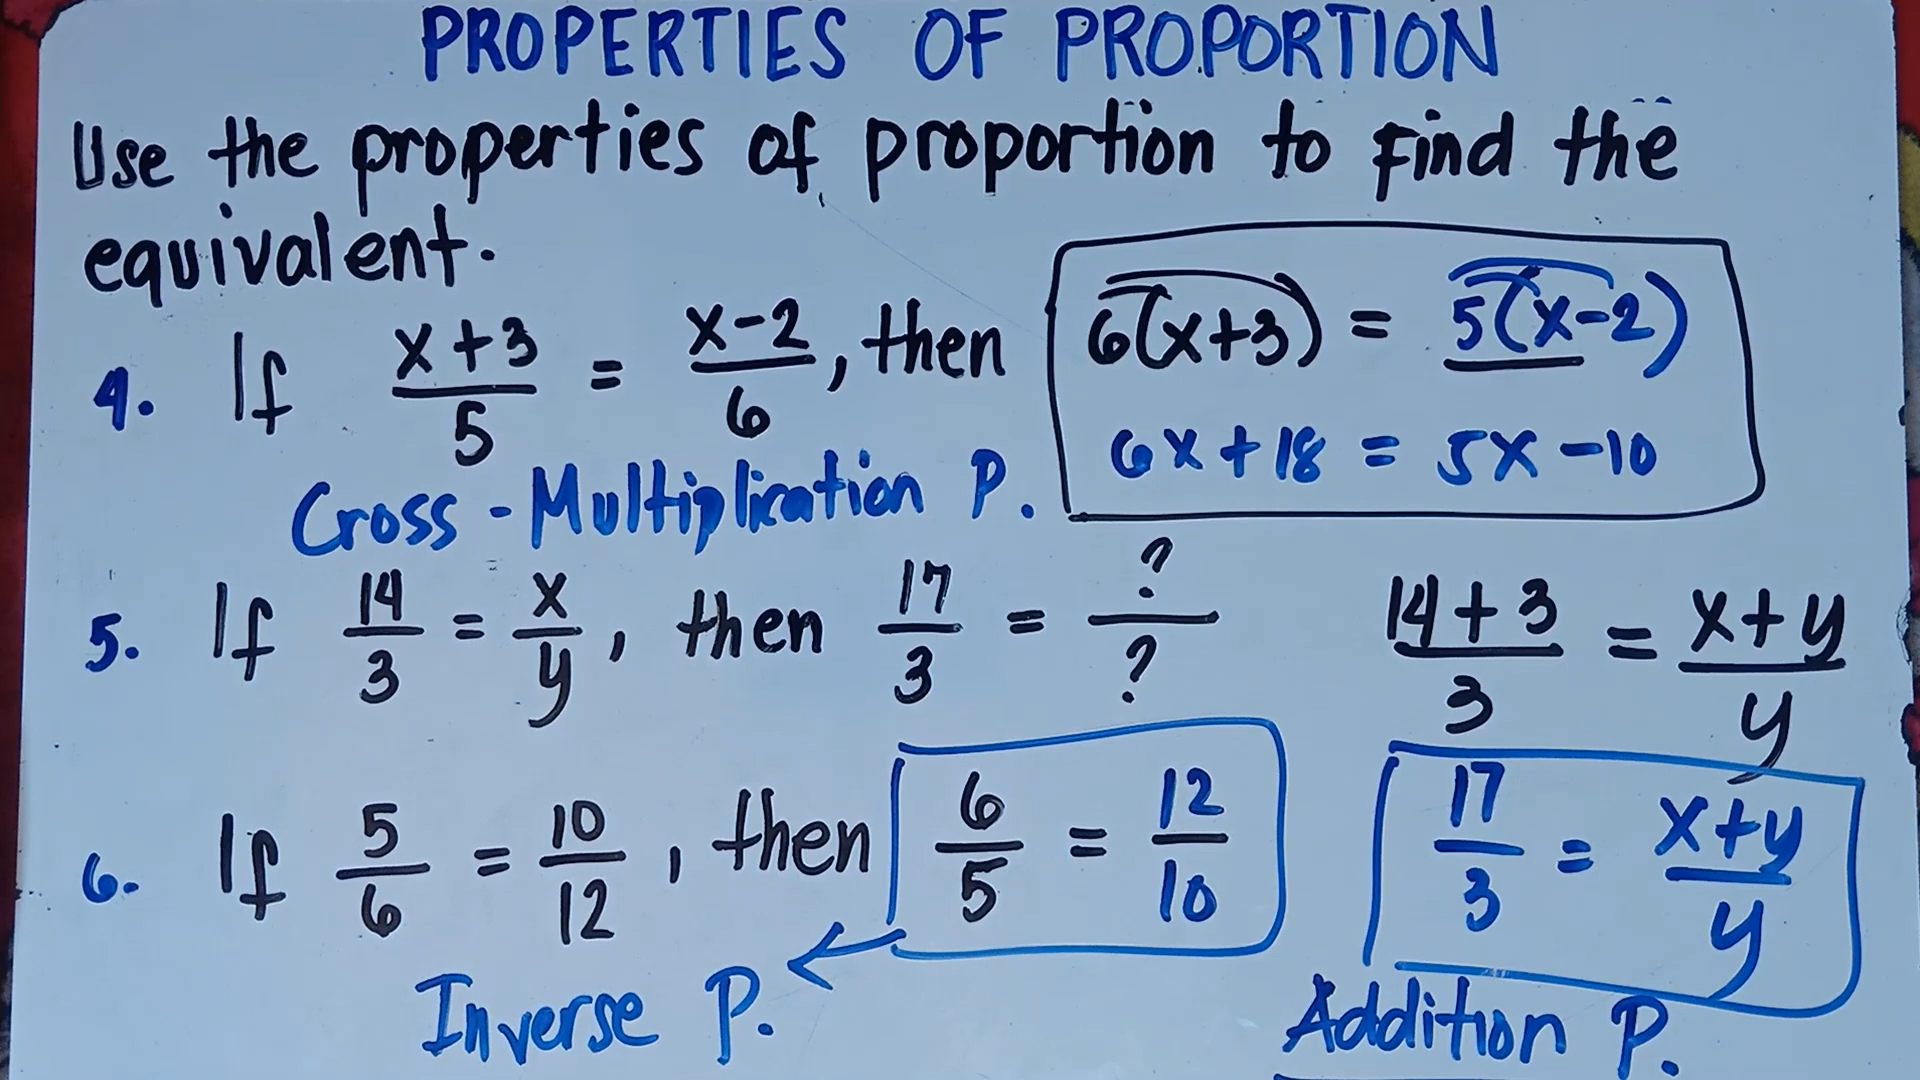 PROPERTIES OF PROPORTION
Use the properties of proportion to find the
equivalent.
4. If (x+3)/5 = (x-2)/6, then 6(x+3) = 5(x-2)
6x+18 = 5x-10
Cross-Multiplication P.
5. If 14/3 = x/y, then 17/3 = ?/? (14+3)/3 = (x+y)/y
17/3 = (x+y)/y
Addition P.
6. If 5/6 = 10/12, then 6/5 = 12/10
Inverse P.